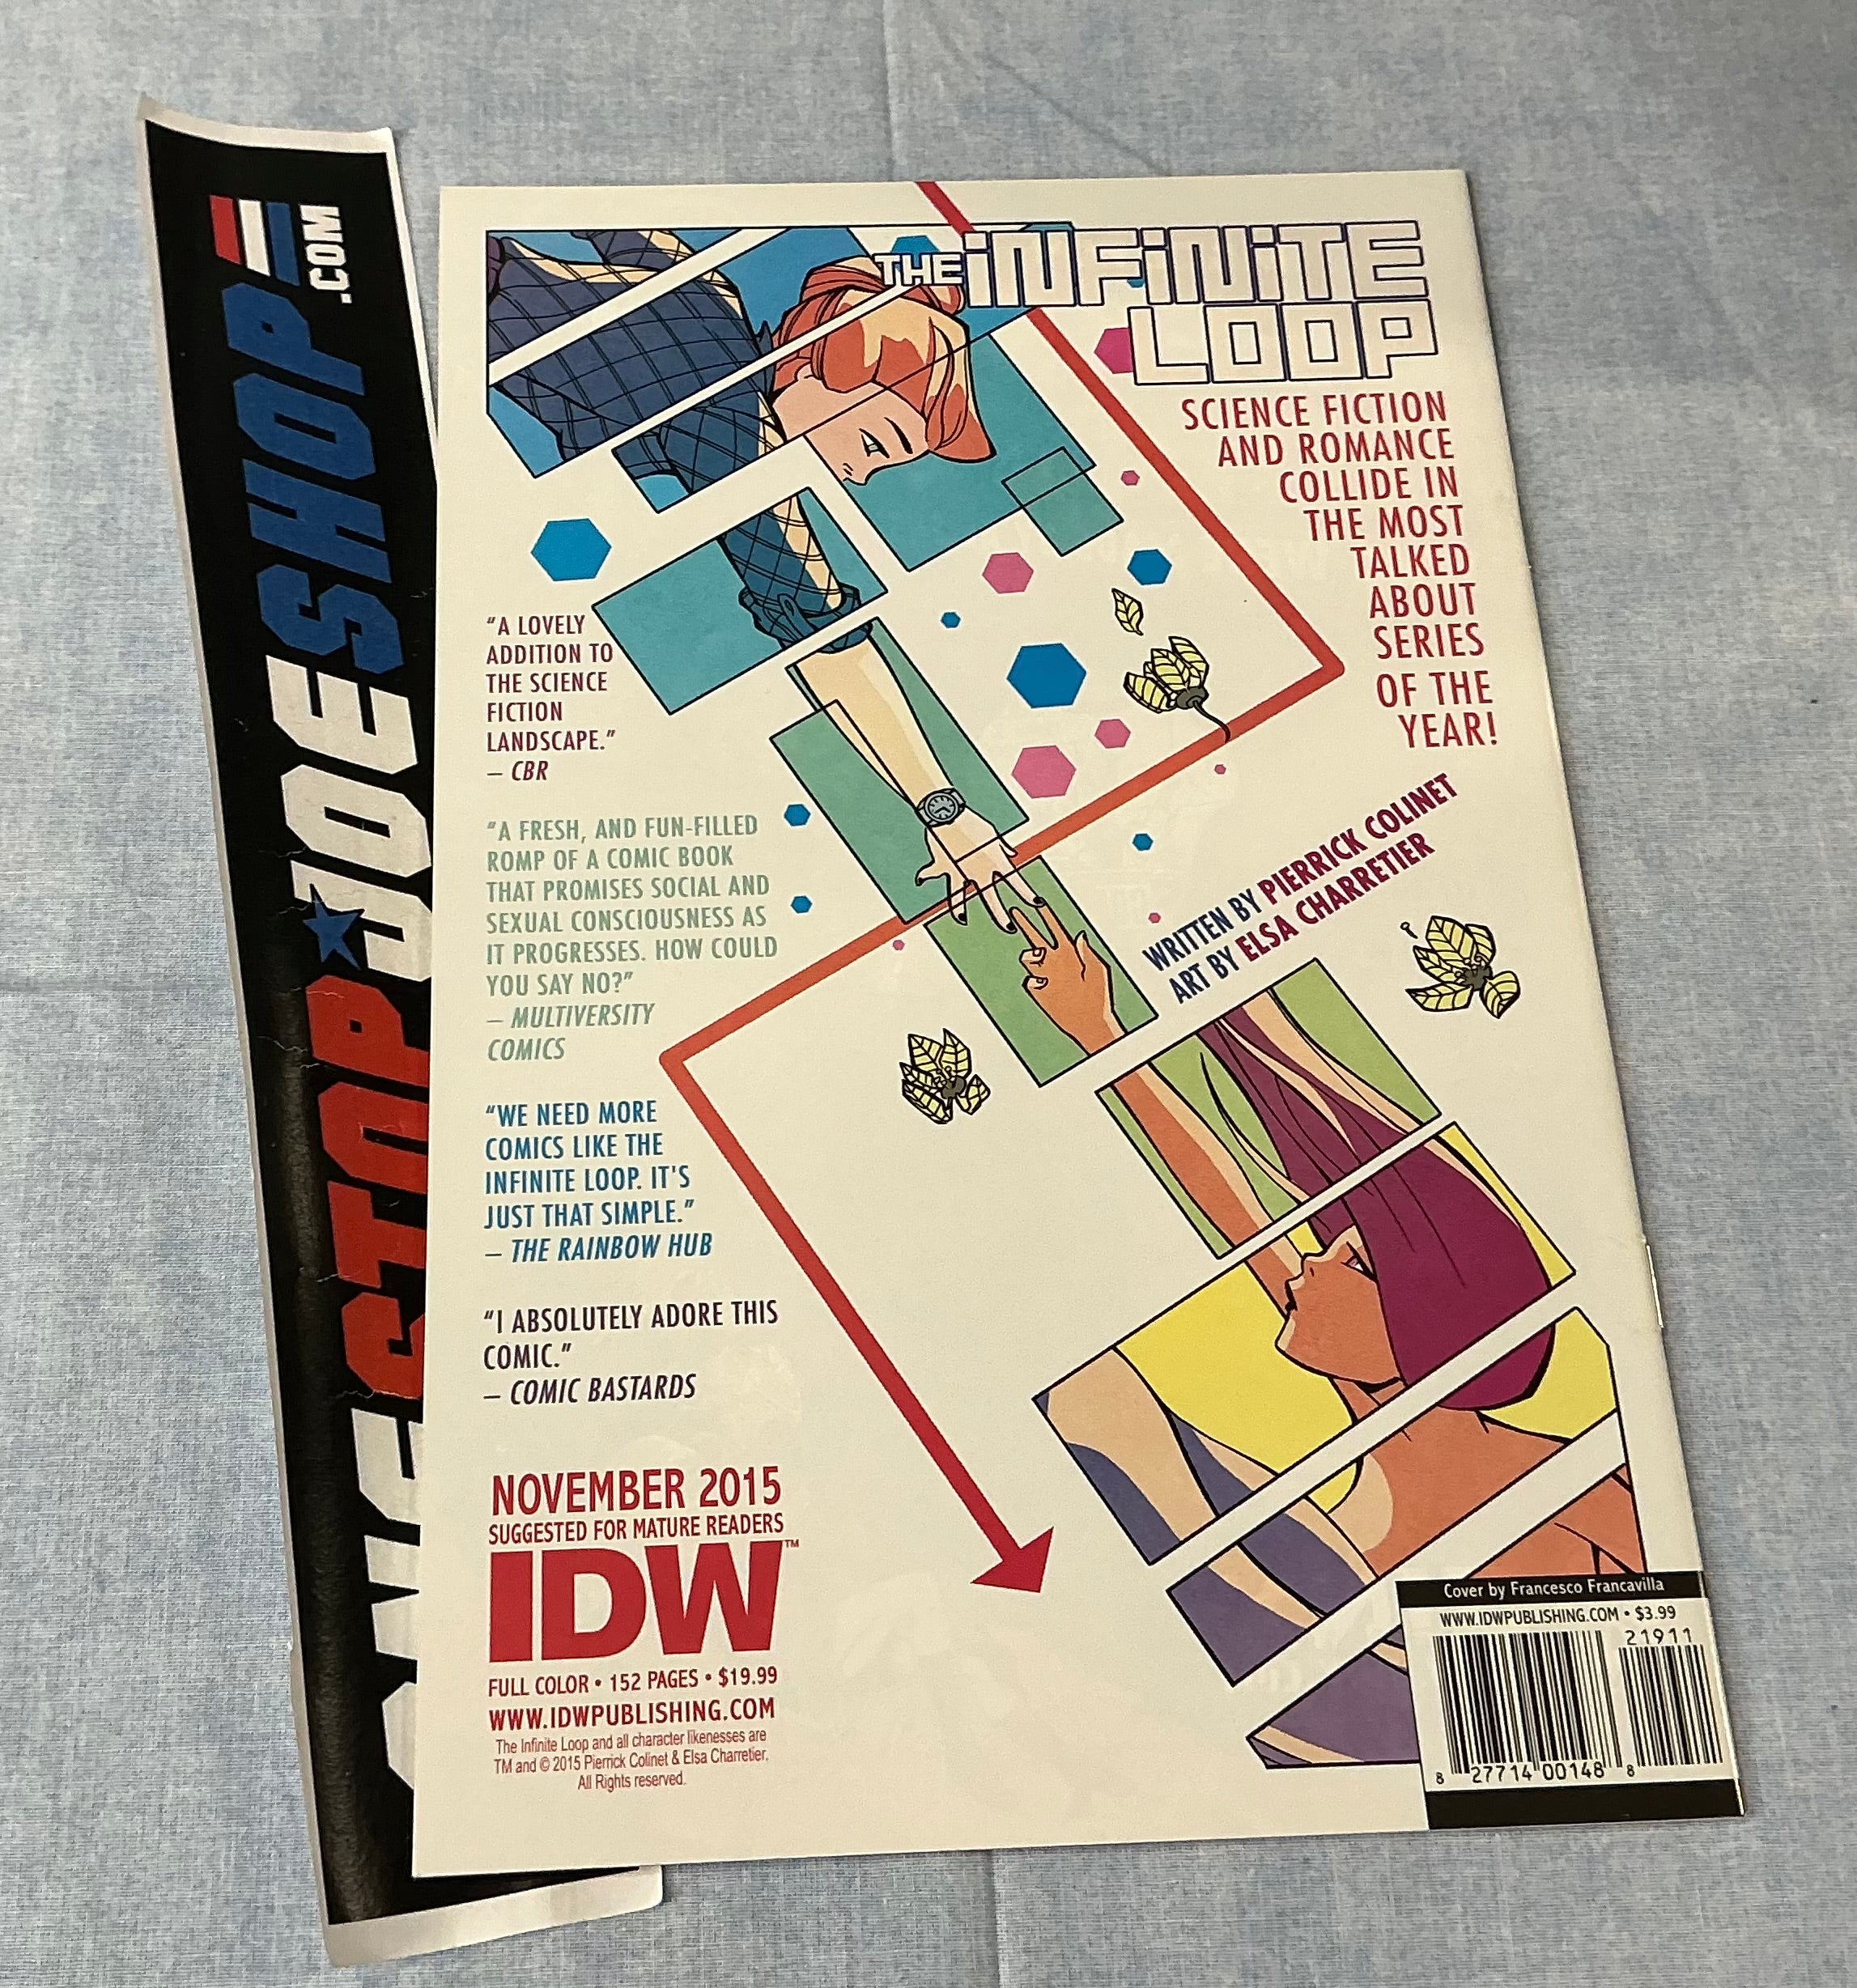 ONESTOPJOESHOP
.COM
THE INFINITE
LOOP
SCIENCE FICTION
AND ROMANCE
COLLIDE IN
THE MOST
TALKED
ABOUT
SERIES
OF THE
YEAR!
"A LOVELY
ADDITION TO
THE SCIENCE
FICTION
LANDSCAPE."
– CBR
"A FRESH, AND FUN-FILLED
ROMP OF A COMIC BOOK
THAT PROMISES SOCIAL AND
SEXUAL CONSCIOUSNESS AS
IT PROGRESSES. HOW COULD
YOU SAY NO?"
– MULTIVERSITY
COMICS
WRITTEN BY PIERRICK COLINET
ART BY ELSA CHARRETIER
"WE NEED MORE
COMICS LIKE THE
INFINITE LOOP. IT'S
JUST THAT SIMPLE."
– THE RAINBOW HUB
"I ABSOLUTELY ADORE THIS
COMIC."
– COMIC BASTARDS
NOVEMBER 2015
SUGGESTED FOR MATURE READERS
IDW™
FULL COLOR • 152 PAGES • $19.99
WWW.IDWPUBLISHING.COM
The Infinite Loop and all character likenesses are
TM and © 2015 Pierrick Colinet & Elsa Charretier.
All Rights reserved.
Cover by Francesco Francavilla
WWW.IDWPUBLISHING.COM • $3.99
21911
8 27714 00148 8